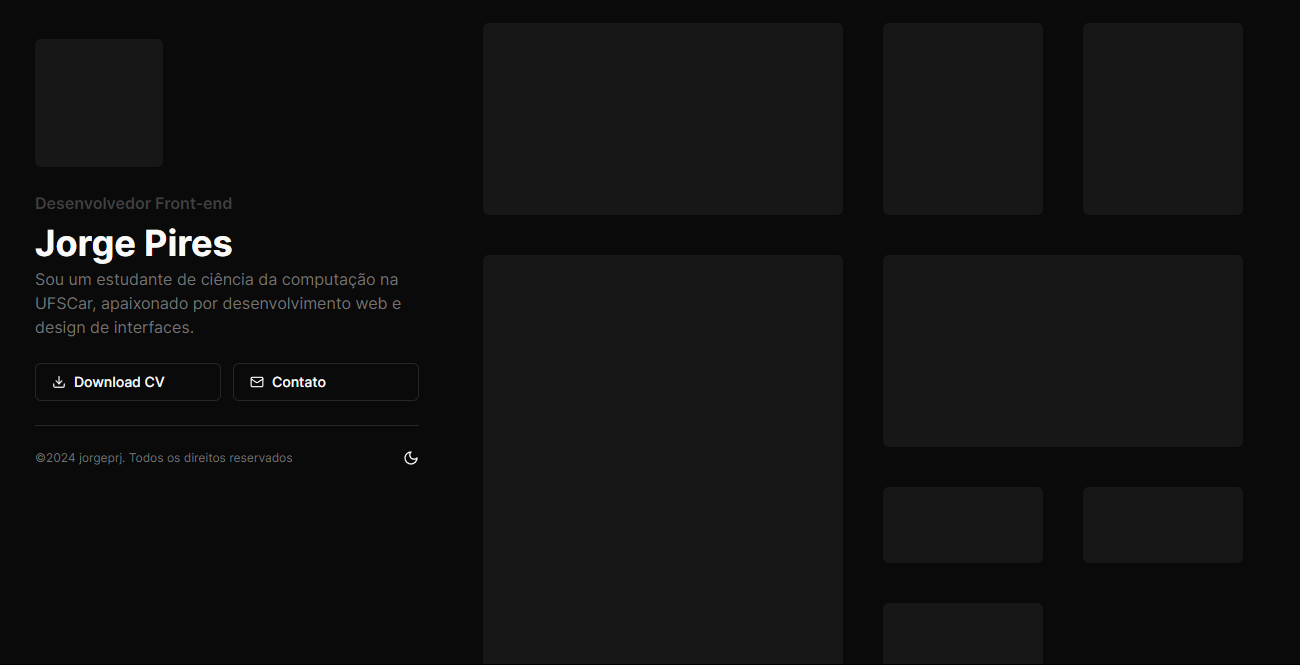 Desenvolvedor Front-end
Jorge Pires
Sou um estudante de ciência da computação na
UFSCar, apaixonado por desenvolvimento web e
design de interfaces.
Download CV
Contato
©2024 jorgeprj. Todos os direitos reservados